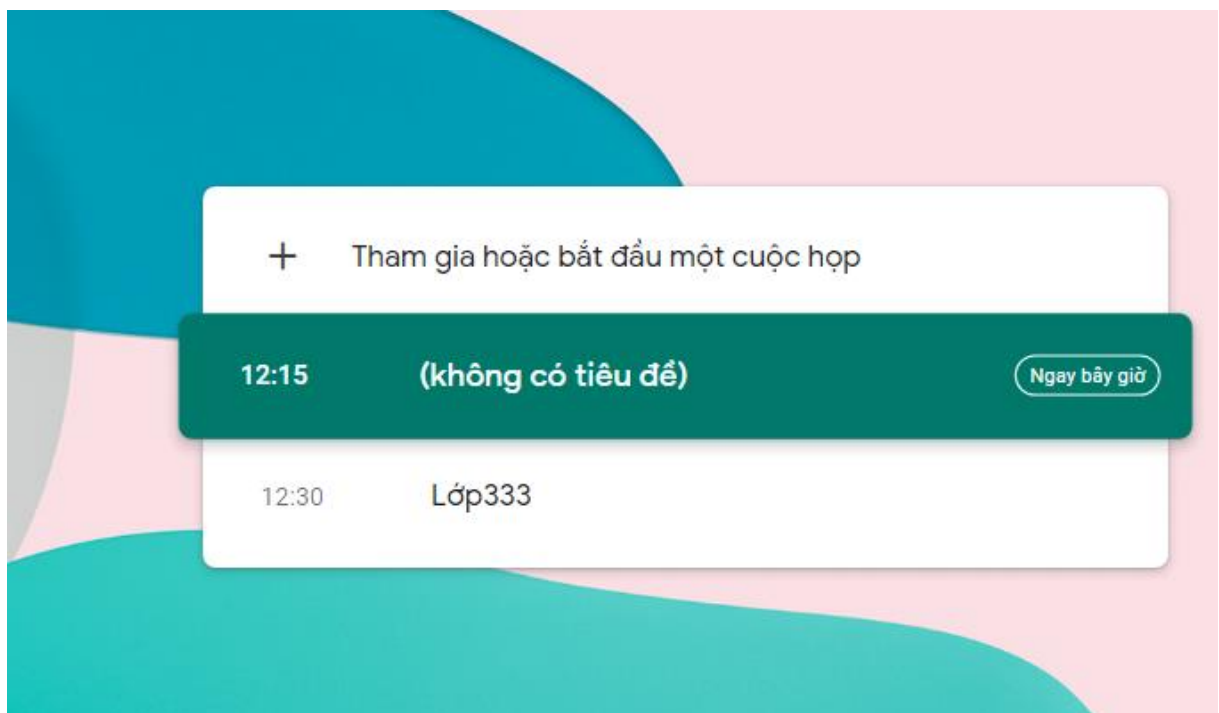 + Tham gia hoặc bắt đầu một cuộc họp
12:15 (không có tiêu đề) Ngay bây giờ
12:30 Lớp333